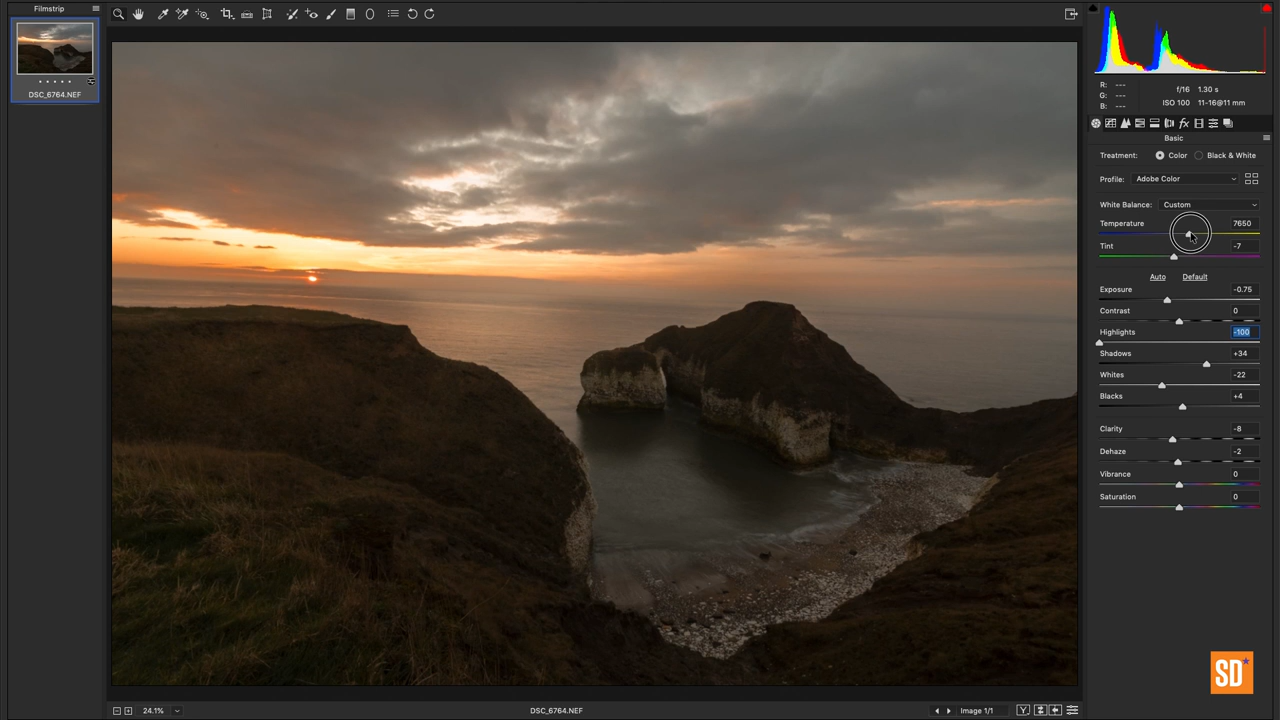 Filmstrip
DSC_6764.NEF
R: ---
G: ---
B: ---
f/16 1.30 s
ISO 100 11-16@11 mm
Basic
Treatment: Color Black & White
Profile: Adobe Color
White Balance: Custom
Temperature 7650
Tint -7
Auto Default
Exposure -0.75
Contrast 0
Highlights -100
Shadows +34
Whites -22
Blacks +4
Clarity -8
Dehaze -2
Vibrance 0
Saturation 0
SD
24.1% DSC_6764.NEF Image 1/1 Y